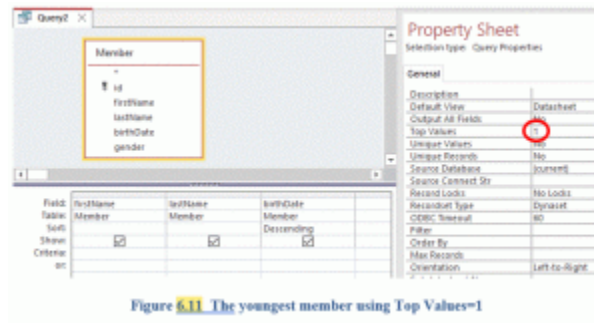 Query2
Member
*
id
firstName
lastName
birthDate
gender
Field: firstName lastName birthDate
Table: Member Member Member
Sort: Descending
Show:
Criteria:
or:
Property Sheet
Selection type: Query Properties
General
Description
Default View Datasheet
Output All Fields No
Top Values 1
Unique Values No
Unique Records No
Source Database (current)
Source Connect Str
Record Locks No Locks
Recordset Type Dynaset
ODBC Timeout 60
Filter
Order By
Max Records
Orientation Left-to-Right
Figure 6.11 The youngest member using Top Values=1